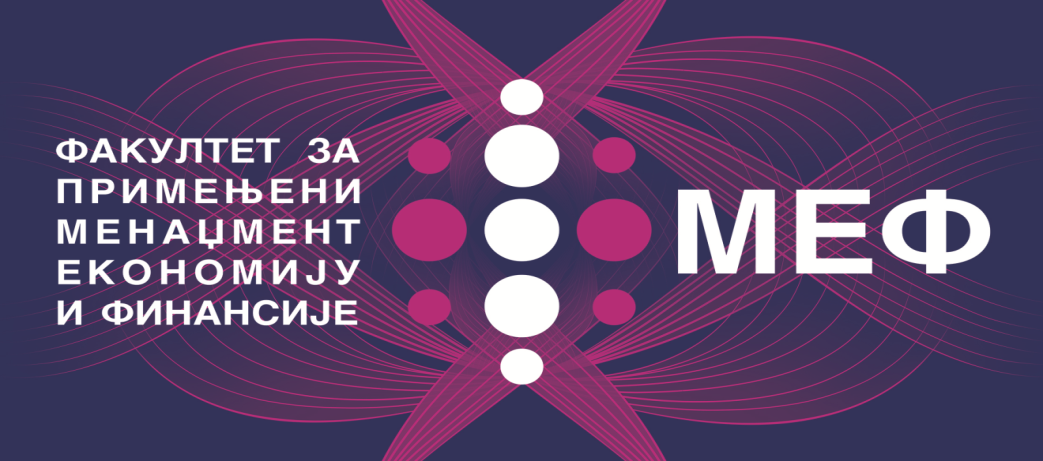 ФАКУЛТЕТ ЗА
ПРИМЕЊЕНИ
МЕНАЏМЕНТ
ЕКОНОМИЈУ
И ФИНАНСИЈЕ
МЕФ